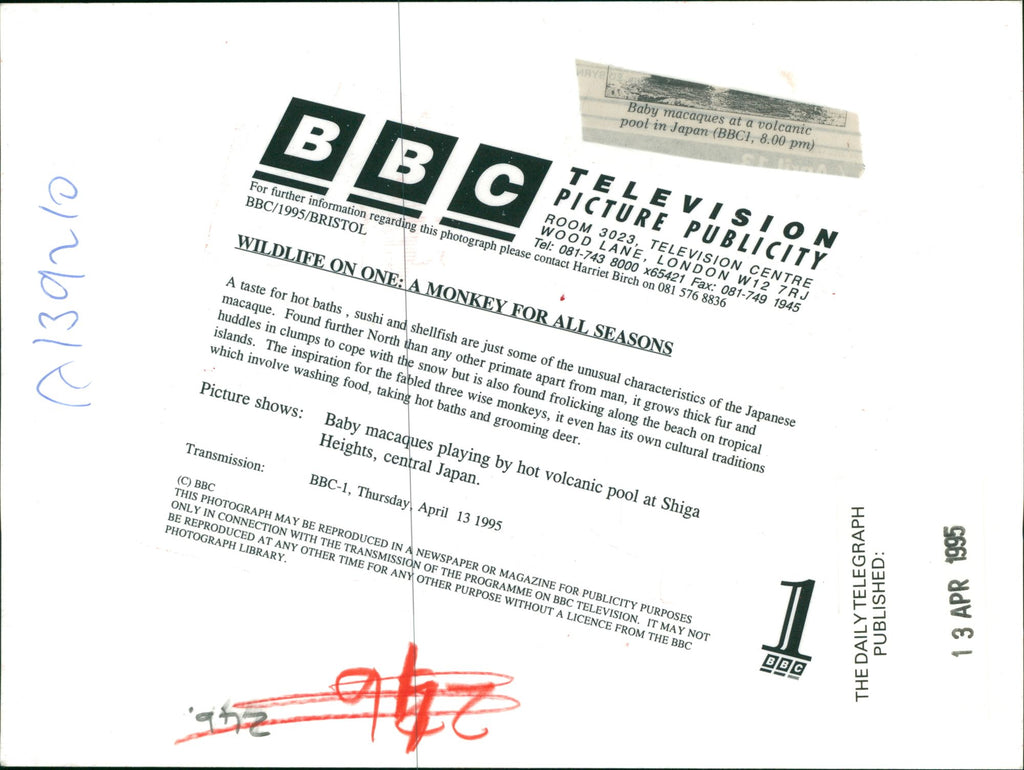 Baby macaques at a volcanic
pool in Japan (BBC1, 8.00 pm)
BBC
TELEVISION
PICTURE PUBLICITY
ROOM 3023, TELEVISION CENTRE
WOOD LANE, LONDON W12 7RJ
Tel: 081-743 8000 x65421 Fax: 081-749 1945
For further information regarding this photograph please contact Harriet Birch on 081 576 8836
BBC/1995/BRISTOL
WILDLIFE ON ONE: A MONKEY FOR ALL SEASONS
A taste for hot baths , sushi and shellfish are just some of the unusual characteristics of the Japanese
macaque. Found further North than any other primate apart from man, it grows thick fur and
huddles in clumps to cope with the snow but is also found frolicking along the beach on tropical
islands. The inspiration for the fabled three wise monkeys, it even has its own cultural traditions
which involve washing food, taking hot baths and grooming deer.
Picture shows: Baby macaques playing by hot volcanic pool at Shiga
Heights, central Japan.
Transmission: BBC-1, Thursday, April 13 1995
(C) BBC
THIS PHOTOGRAPH MAY BE REPRODUCED IN A NEWSPAPER OR MAGAZINE FOR PUBLICITY PURPOSES
ONLY IN CONNECTION WITH THE TRANSMISSION OF THE PROGRAMME ON BBC TELEVISION. IT MAY NOT
BE REPRODUCED AT ANY OTHER TIME FOR ANY OTHER PURPOSE WITHOUT A LICENCE FROM THE BBC
PHOTOGRAPH LIBRARY.
1
BBC
THE DAILY TELEGRAPH
PUBLISHED:
13 APR 1995
246
246